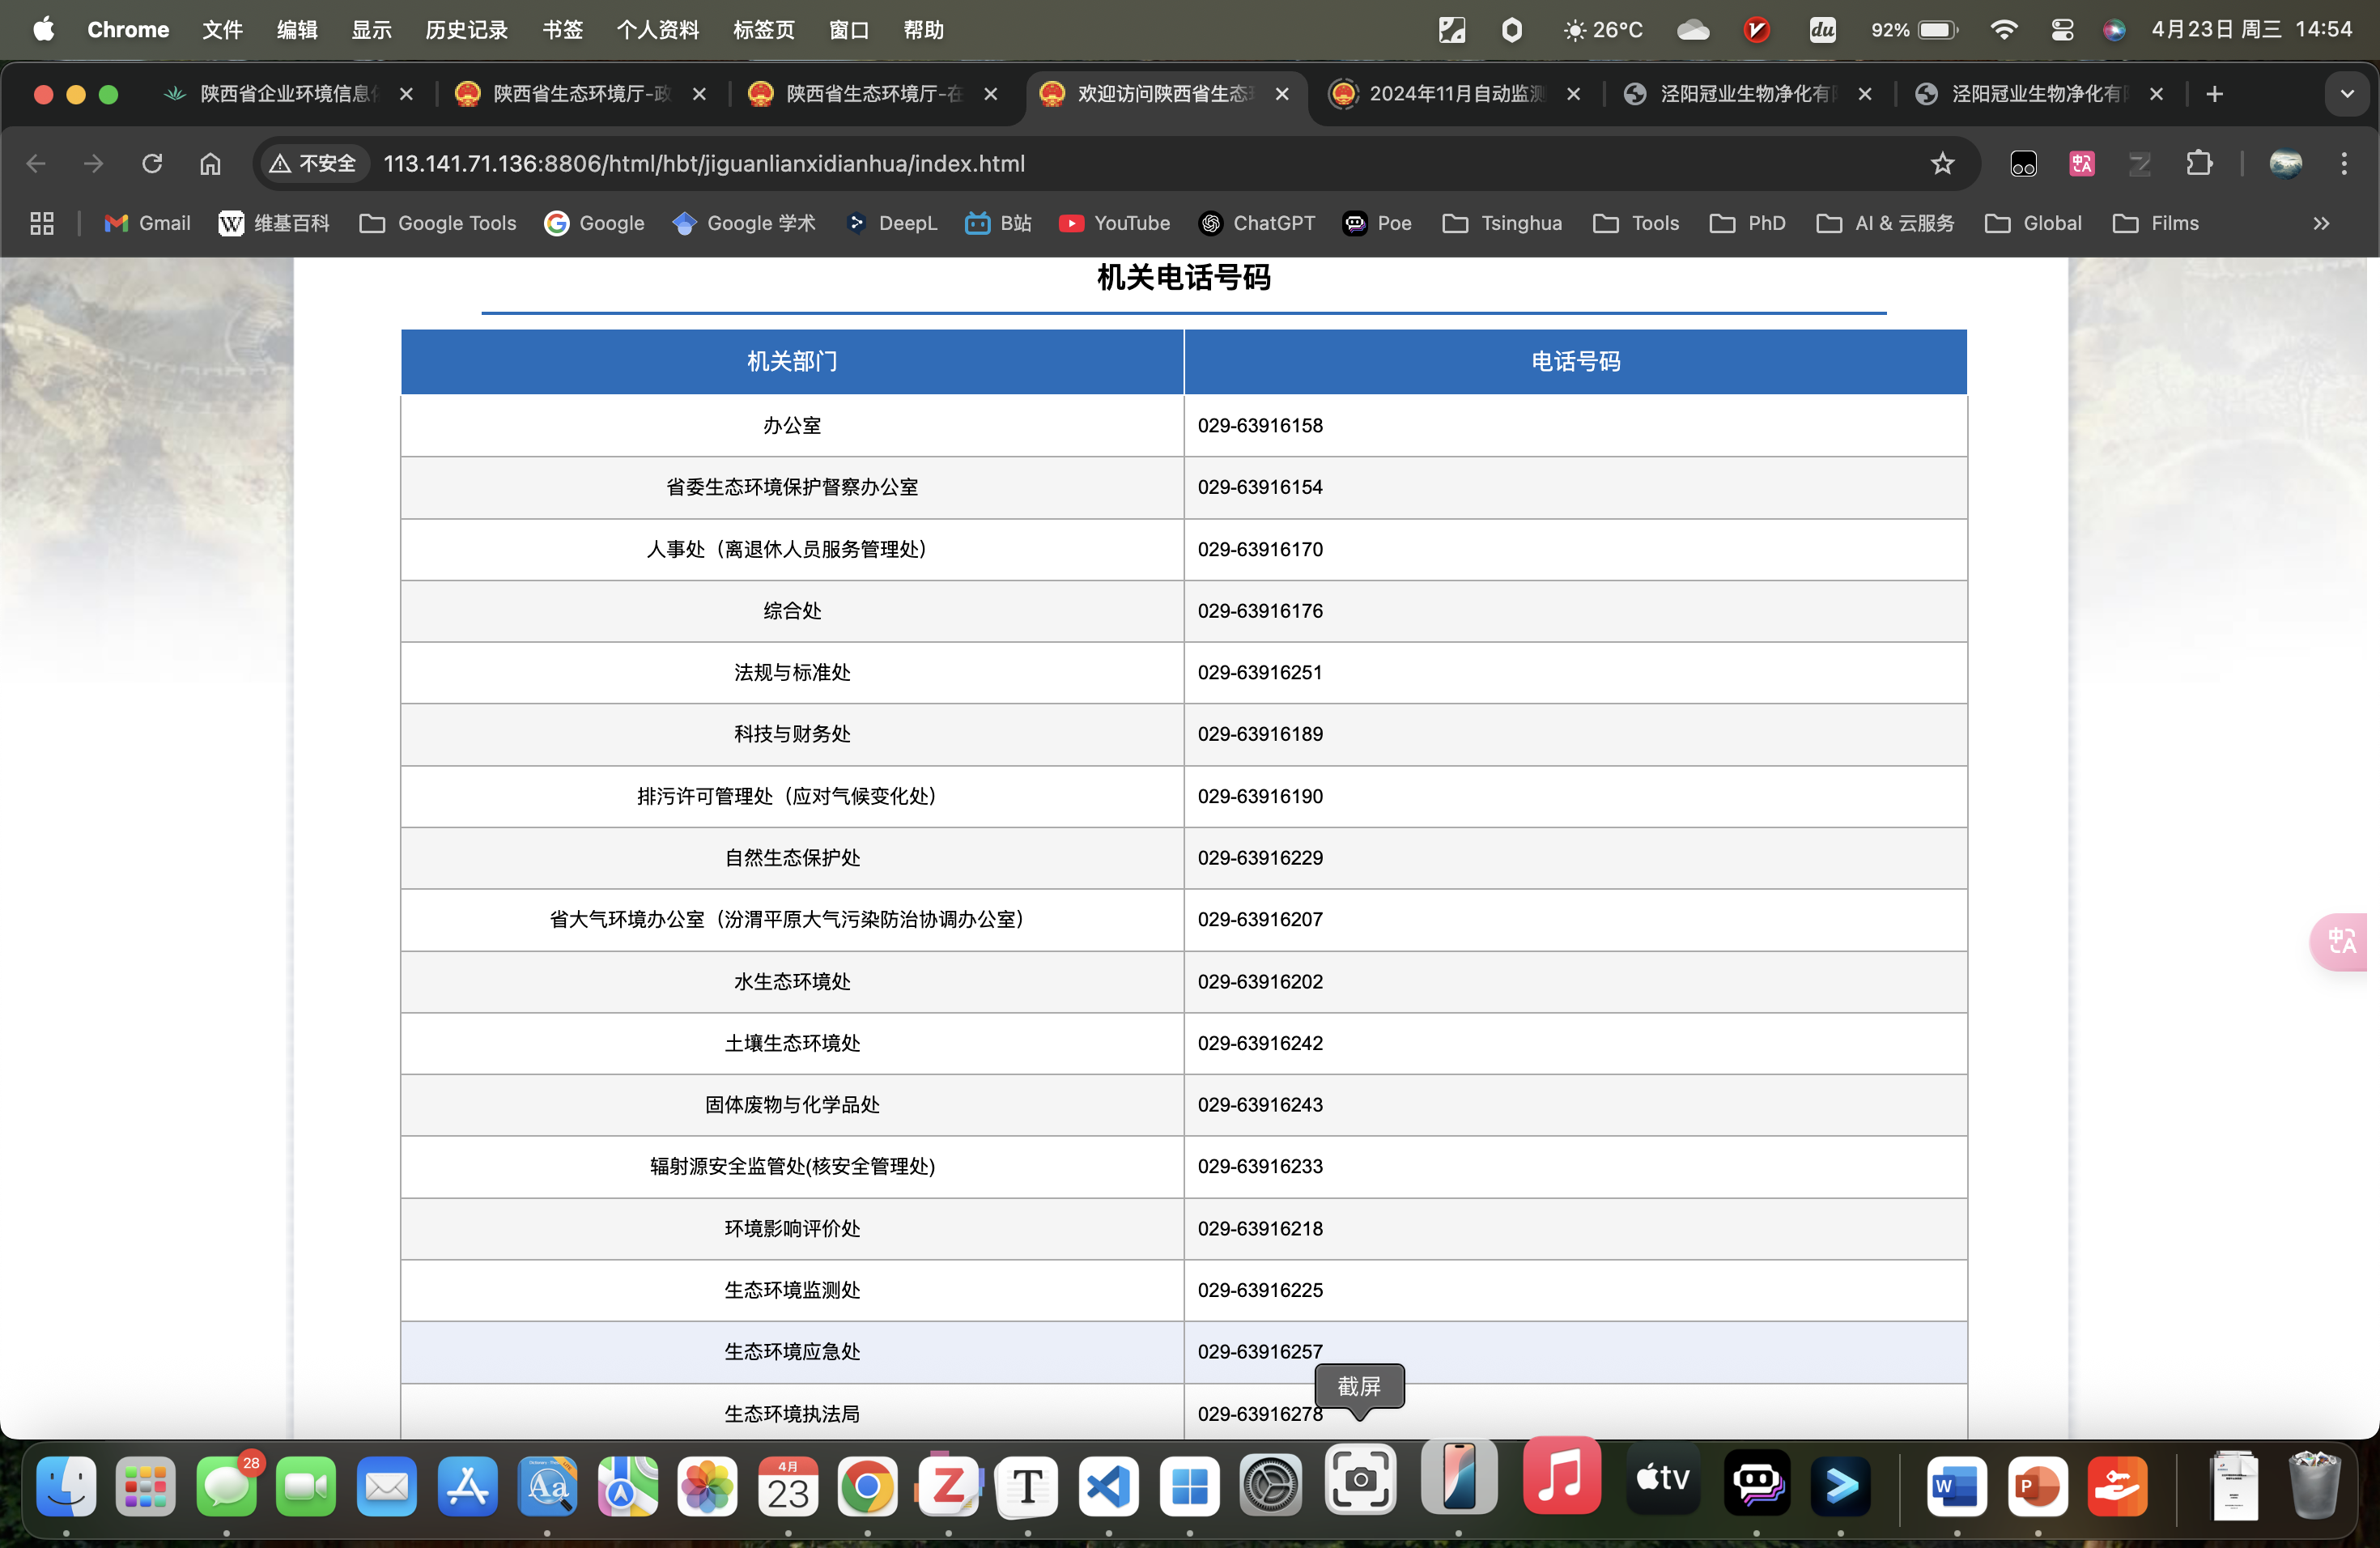 Chrome 文件 编辑 显示 历史记录 书签 个人资料 标签页 窗口 帮助 26°C du 92% 4月23日 周三 14:54
陕西省企业环境信息 陕西省生态环境厅-政 陕西省生态环境厅-在 欢迎访问陕西省生态 2024年11月自动监测 泾阳冠业生物净化有 泾阳冠业生物净化有
不安全 113.141.71.136:8806/html/hbt/jiguanlianxidianhua/index.html
Gmail W 维基百科 Google Tools Google Google 学术 DeepL B站 YouTube ChatGPT Poe Tsinghua Tools PhD AI & 云服务 Global Films
机关电话号码
机关部门 电话号码
办公室 029-63916158
省委生态环境保护督察办公室 029-63916154
人事处（离退休人员服务管理处） 029-63916170
综合处 029-63916176
法规与标准处 029-63916251
科技与财务处 029-63916189
排污许可管理处（应对气候变化处） 029-63916190
自然生态保护处 029-63916229
省大气环境办公室（汾渭平原大气污染防治协调办公室） 029-63916207
水生态环境处 029-63916202
土壤生态环境处 029-63916242
固体废物与化学品处 029-63916243
辐射源安全监管处(核安全管理处) 029-63916233
环境影响评价处 029-63916218
生态环境监测处 029-63916225
生态环境应急处 029-63916257
截屏
生态环境执法局 029-63916278
28 Aa 4月 23 Z T tv W P